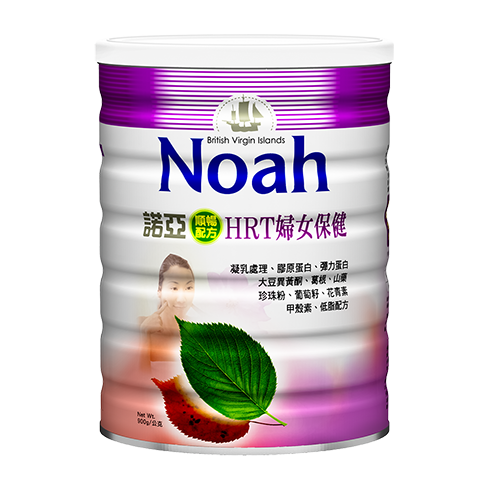 British Virgin Islands
Noah
諾亞 順暢配方 HRT婦女保健
凝乳處理、膠原蛋白、彈力蛋白
大豆異黃酮、葛根、山藥
珍珠粉、葡萄籽、花青素
甲殼素、低脂配方
Net Wt.
900g/公克